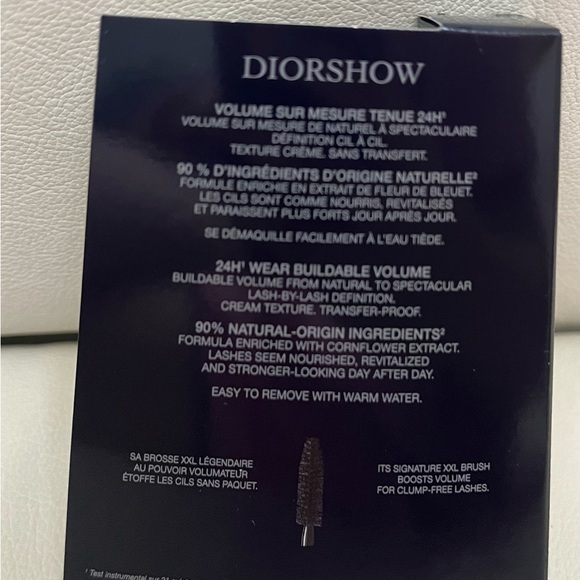 DIORSHOW
VOLUME SUR MESURE TENUE 24H¹
VOLUME SUR MESURE DE NATUREL À SPECTACULAIRE
DÉFINITION CIL À CIL.
TEXTURE CRÈME. SANS TRANSFERT.
90 % D'INGRÉDIENTS D'ORIGINE NATURELLE²
FORMULE ENRICHIE EN EXTRAIT DE FLEUR DE BLEUET.
LES CILS SONT COMME NOURRIS, REVITALISÉS
ET PARAISSENT PLUS FORTS JOUR APRÈS JOUR.
SE DÉMAQUILLE FACILEMENT À L'EAU TIÈDE.
24H¹ WEAR BUILDABLE VOLUME
BUILDABLE VOLUME FROM NATURAL TO SPECTACULAR
LASH-BY-LASH DEFINITION.
CREAM TEXTURE. TRANSFER-PROOF.
90% NATURAL-ORIGIN INGREDIENTS²
FORMULA ENRICHED WITH CORNFLOWER EXTRACT.
LASHES SEEM NOURISHED, REVITALIZED
AND STRONGER-LOOKING DAY AFTER DAY.
EASY TO REMOVE WITH WARM WATER.
SA BROSSE XXL LÉGENDAIRE
AU POUVOIR VOLUMATEUR
ÉTOFFE LES CILS SANS PAQUET.
ITS SIGNATURE XXL BRUSH
BOOSTS VOLUME
FOR CLUMP-FREE LASHES.
¹ Test instrumental sur 21